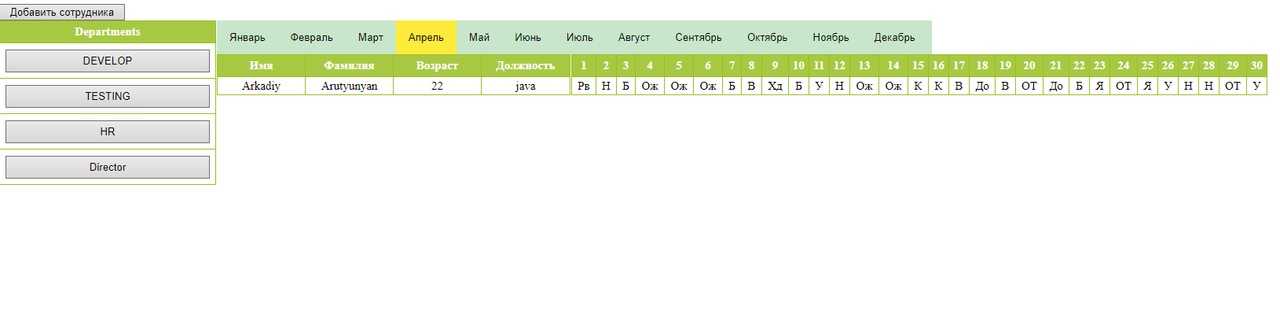 Добавить сотрудника
Departments
DEVELOP
TESTING
HR
Director
Январь Февраль Март Апрель Май Июнь Июль Август Сентябрь Октябрь Ноябрь Декабрь
Имя Фамилия Возраст Должность 1 2 3 4 5 6 7 8 9 10 11 12 13 14 15 16 17 18 19 20 21 22 23 24 25 26 27 28 29 30
Arkadiy Arutyunyan 22 java Рв Н Б Ож Ож Ож Б В Хд Б У Н Ож Ож К К В До В ОТ До Б Я ОТ Я У Н Н ОТ У